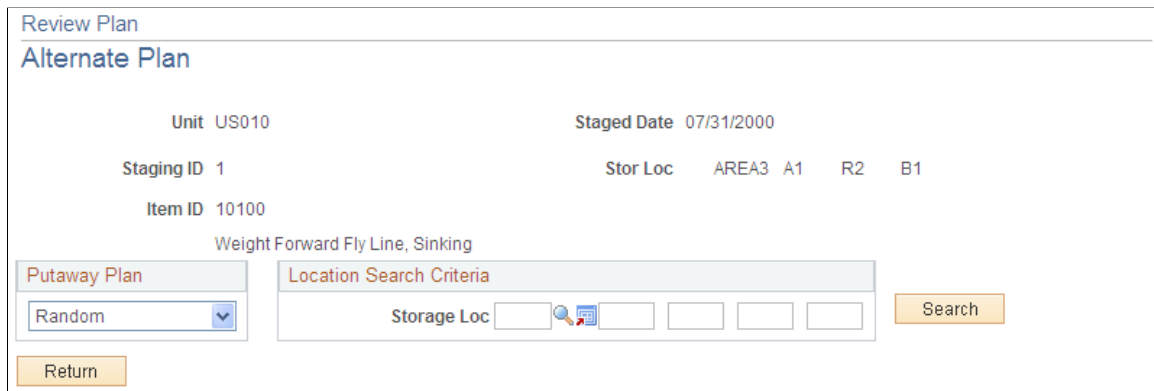 Review Plan
Alternate Plan
Unit US010 Staged Date 07/31/2000
Staging ID 1 Stor Loc AREA3 A1 R2 B1
Item ID 10100
Weight Forward Fly Line, Sinking
Putaway Plan Location Search Criteria
Random Storage Loc Search
Return